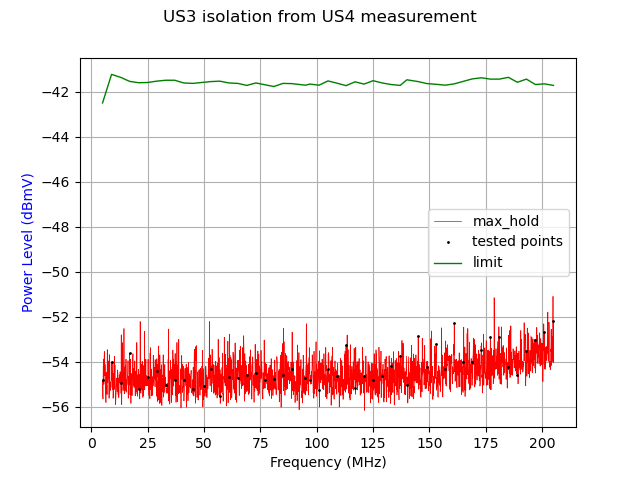 US3 isolation from US4 measurement
−42
−44
−46
−48
−50
−52
−54
−56
Power Level (dBmV)
max_hold
tested points
limit
0
25
50
75
100
125
150
175
200
Frequency (MHz)